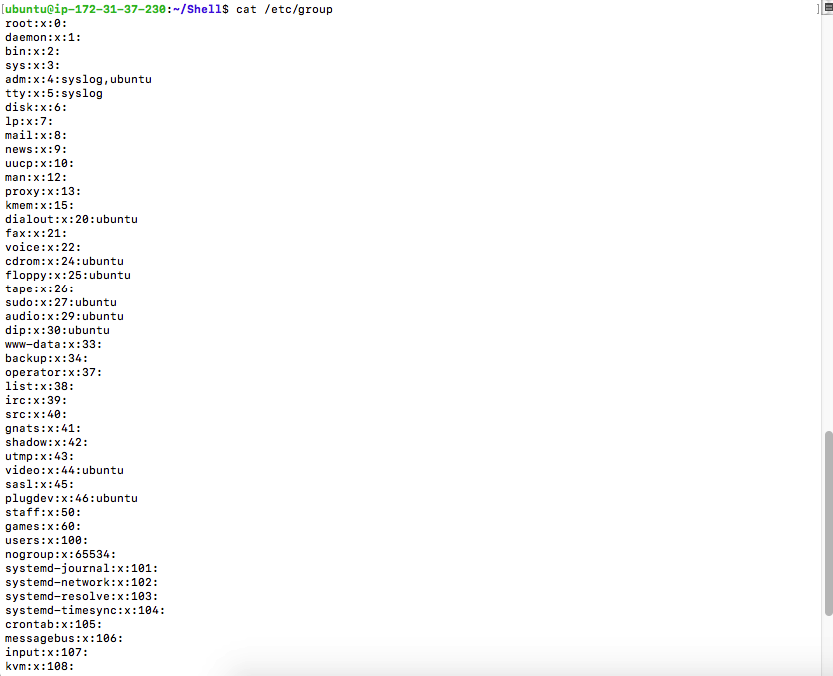 [ubuntu@ip-172-31-37-230:~/Shell$ cat /etc/group ]
root:x:0:
daemon:x:1:
bin:x:2:
sys:x:3:
adm:x:4:syslog,ubuntu
tty:x:5:syslog
disk:x:6:
lp:x:7:
mail:x:8:
news:x:9:
uucp:x:10:
man:x:12:
proxy:x:13:
kmem:x:15:
dialout:x:20:ubuntu
fax:x:21:
voice:x:22:
cdrom:x:24:ubuntu
floppy:x:25:ubuntu
tape:x:26:
sudo:x:27:ubuntu
audio:x:29:ubuntu
dip:x:30:ubuntu
www-data:x:33:
backup:x:34:
operator:x:37:
list:x:38:
irc:x:39:
src:x:40:
gnats:x:41:
shadow:x:42:
utmp:x:43:
video:x:44:ubuntu
sasl:x:45:
plugdev:x:46:ubuntu
staff:x:50:
games:x:60:
users:x:100:
nogroup:x:65534:
systemd-journal:x:101:
systemd-network:x:102:
systemd-resolve:x:103:
systemd-timesync:x:104:
crontab:x:105:
messagebus:x:106:
input:x:107:
kvm:x:108: